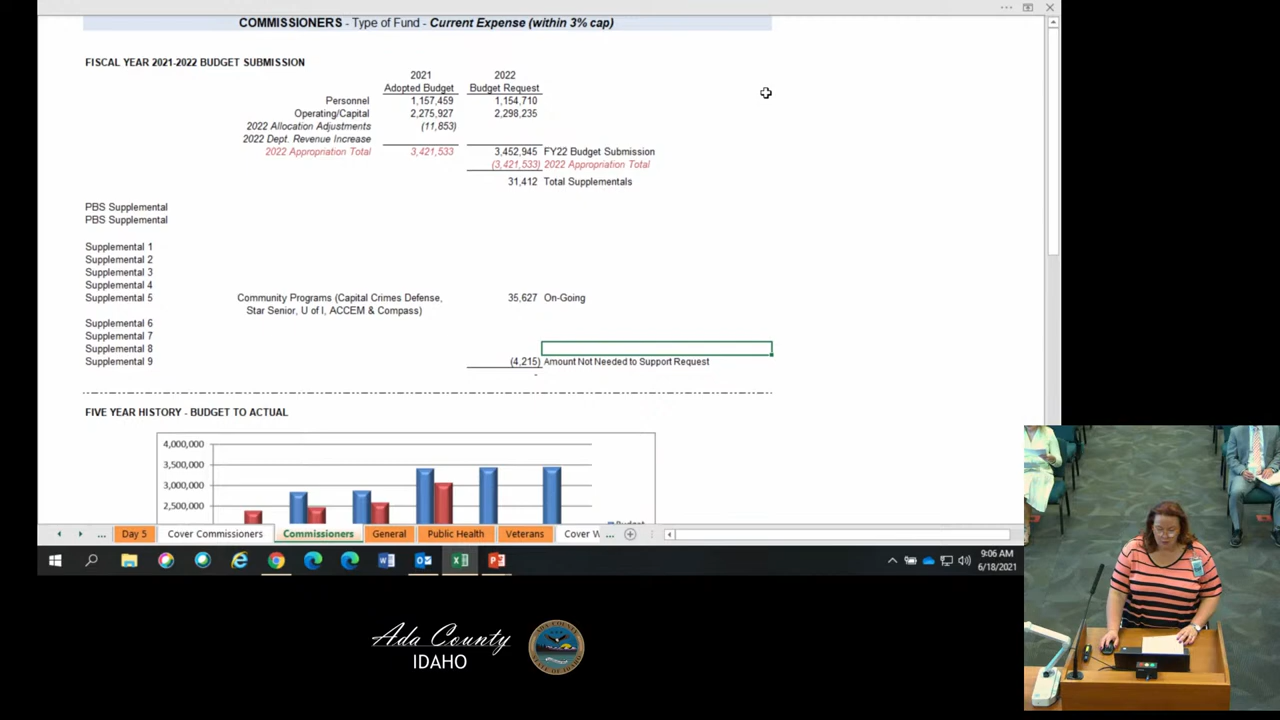 COMMISSIONERS - Type of Fund - Current Expense (within 3% cap)
FISCAL YEAR 2021-2022 BUDGET SUBMISSION
2021 2022
Adopted Budget Budget Request
Personnel 1,157,459 1,154,710
Operating/Capital 2,275,927 2,298,235
2022 Allocation Adjustments (11,853)
2022 Dept. Revenue Increase
2022 Appropriation Total 3,421,533 3,452,945 FY22 Budget Submission
(3,421,533) 2022 Appropriation Total
31,412 Total Supplementals
PBS Supplemental
PBS Supplemental
Supplemental 1
Supplemental 2
Supplemental 3
Supplemental 4
Supplemental 5 Community Programs (Capital Crimes Defense, 35,627 On-Going
Star Senior, U of I, ACCEM & Compass)
Supplemental 6
Supplemental 7
Supplemental 8
Supplemental 9 (4,215) Amount Not Needed to Support Request
-
FIVE YEAR HISTORY - BUDGET TO ACTUAL
4,000,000
3,500,000
3,000,000
2,500,000
... Day 5 Cover Commissioners Commissioners General Public Health Veterans Cover W ...
9:06 AM
6/18/2021
Ada County
IDAHO